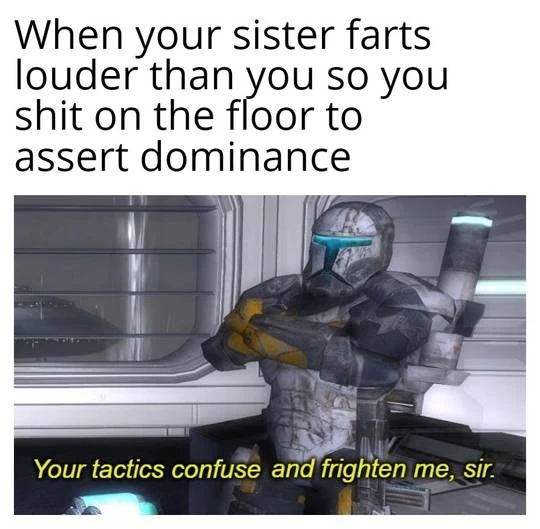 When your sister farts
louder than you so you
shit on the floor to
assert dominance
Your tactics confuse and frighten me, sir.